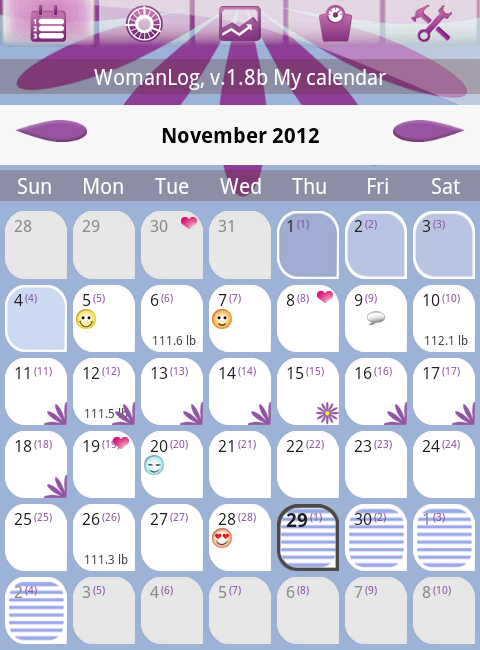 1
2
3
WomanLog, v.1.8b My calendar
November 2012
Sun Mon Tue Wed Thu Fri Sat
28 29 30 31 1 (1) 2 (2) 3 (3)
4 (4) 5 (5) 6 (6) 7 (7) 8 (8) 9 (9) 10 (10)
111.6 lb 112.1 lb
11 (11) 12 (12) 13 (13) 14 (14) 15 (15) 16 (16) 17 (17)
111.5 lb
18 (18) 19 (19) 20 (20) 21 (21) 22 (22) 23 (23) 24 (24)
25 (25) 26 (26) 27 (27) 28 (28) 29 (1) 30 (2) 1 (3)
111.3 lb
2 (4) 3 (5) 4 (6) 5 (7) 6 (8) 7 (9) 8 (10)